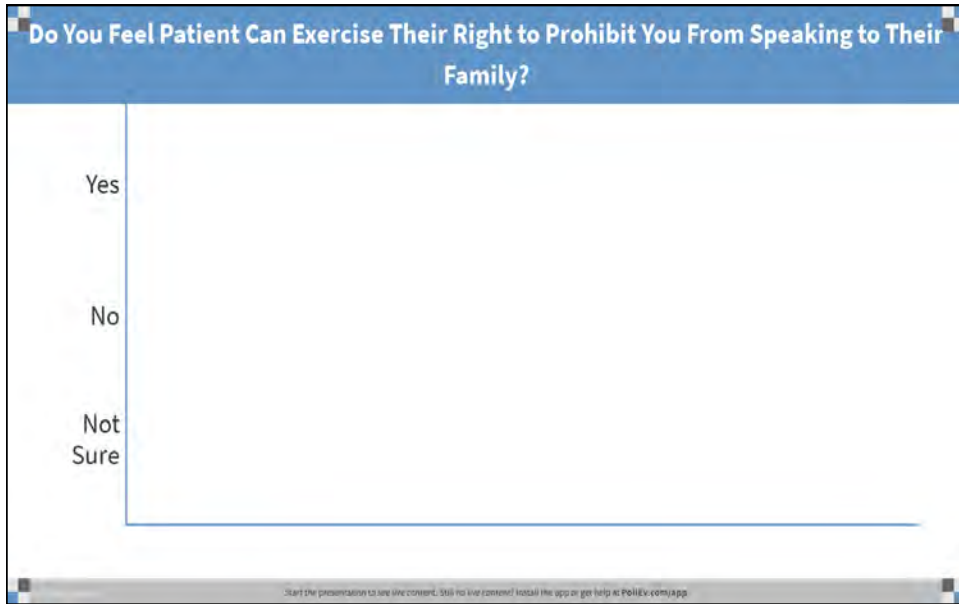 Do You Feel Patient Can Exercise Their Right to Prohibit You From Speaking to Their
Family?
Yes
No
Not
Sure
Start the presentation to see live content. Still no live content? Install the app or get help at PollEv.com/app